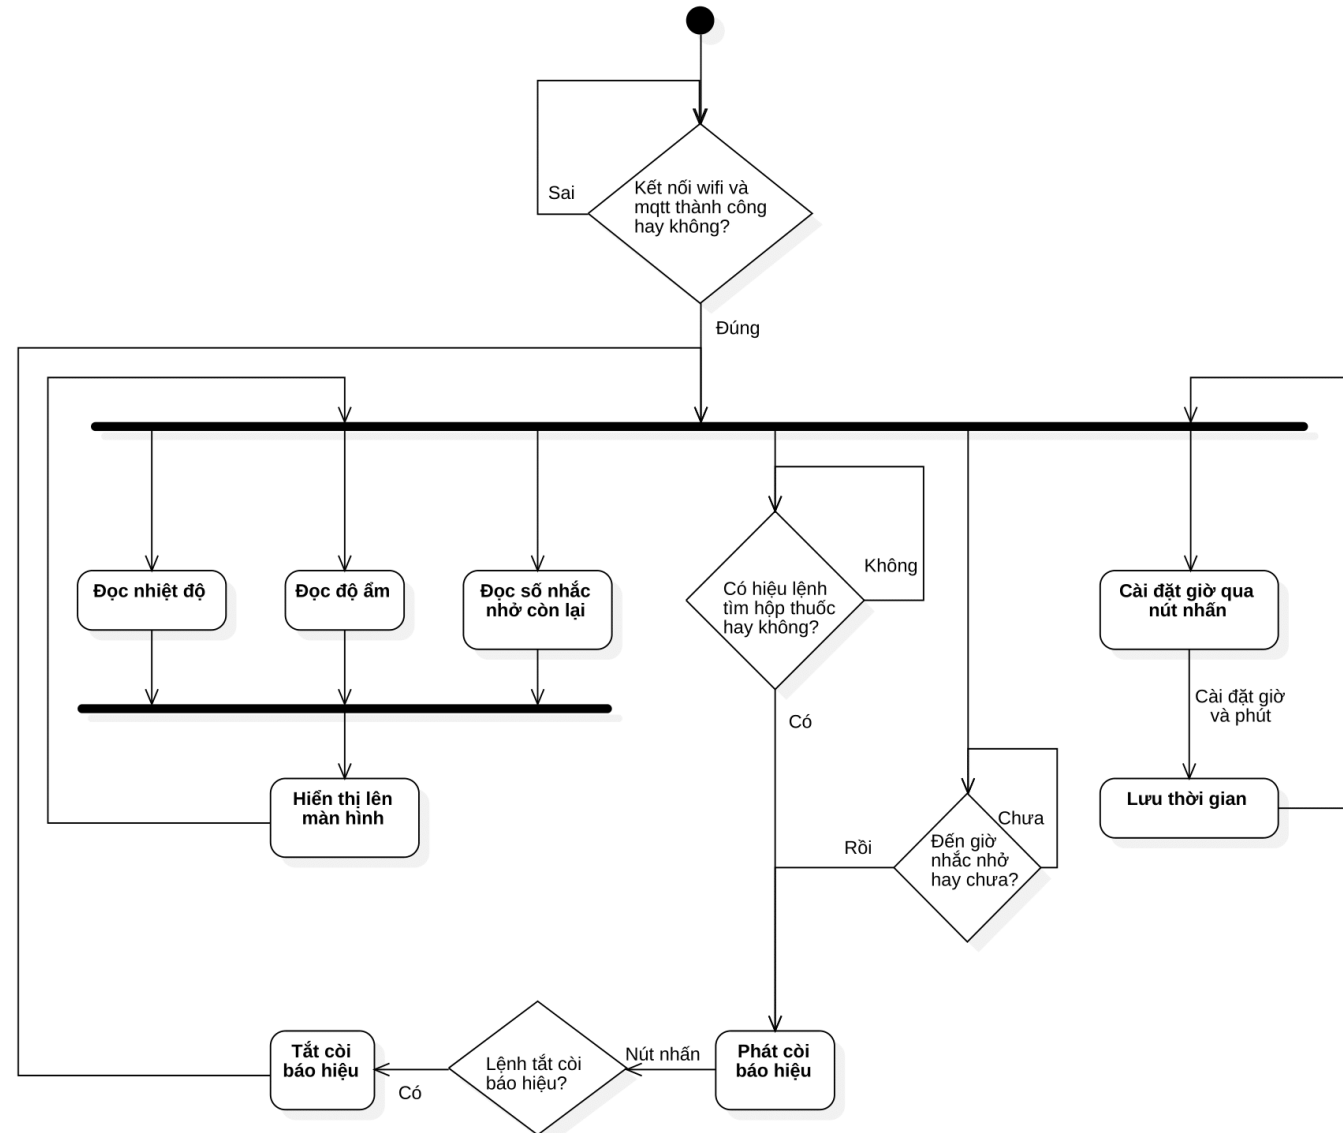 Sai
Kết nối wifi và
mqtt thành công
hay không?
Đúng
Đọc nhiệt độ
Đọc độ ẩm
Đọc số nhắc
nhở còn lại
Không
Có hiệu lệnh
tìm hộp thuốc
hay không?
Cài đặt giờ qua
nút nhấn
Cài đặt giờ
và phút
Có
Hiển thị lên
màn hình
Lưu thời gian
Chưa
Rồi
Đến giờ
nhắc nhở
hay chưa?
Tắt còi
báo hiệu
Có
Lệnh tắt còi
báo hiệu?
Nút nhấn
Phát còi
báo hiệu